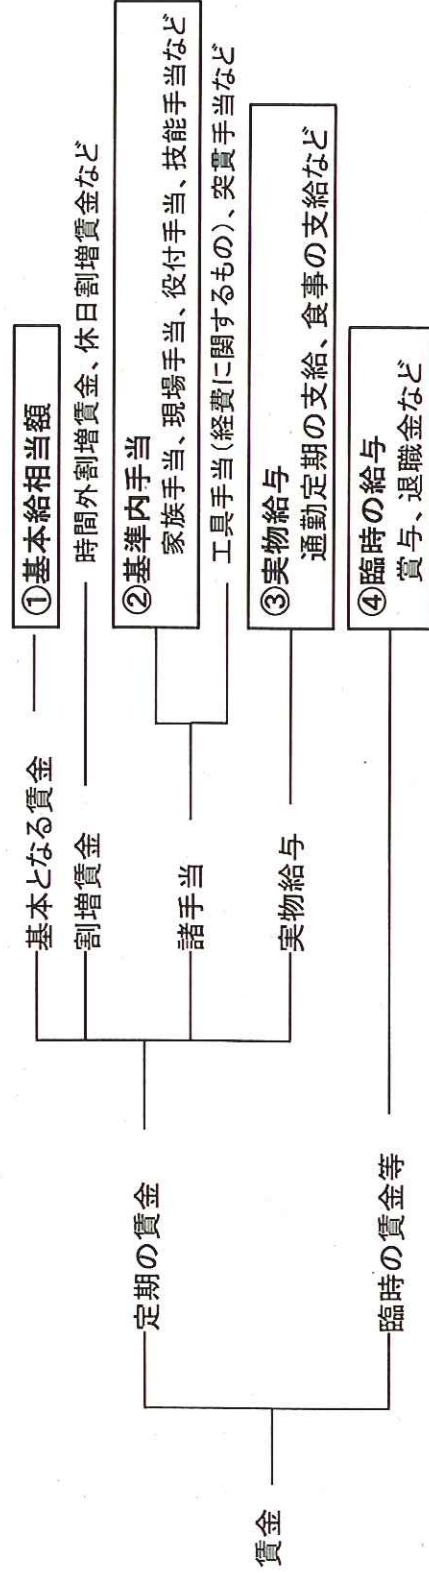 賃金
定期の賃金
基本となる賃金
①基本給相当額
割増賃金
時間外割増賃金、休日割増賃金など
諸手当
②基準内手当
家族手当、現場手当、役付手当、技能手当など
工具手当(経費に関するもの)、突貫手当など
実物給与
③実物給与
通勤定期の支給、食事の支給など
臨時の賃金等
④臨時の給与
賞与、退職金など